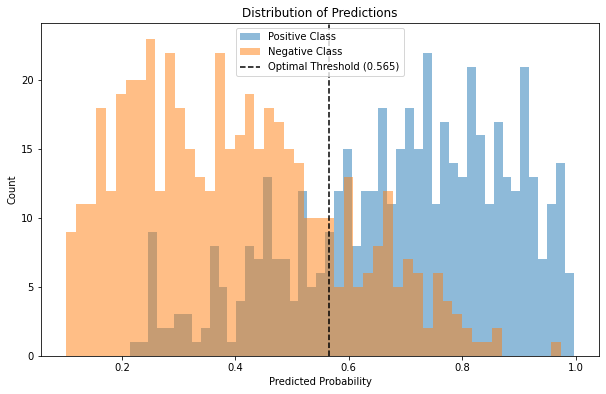 Distribution of Predictions
Positive Class
Negative Class
Optimal Threshold (0.565)
Count
20
15
10
5
0
0.2 0.4 0.6 0.8 1.0
Predicted Probability